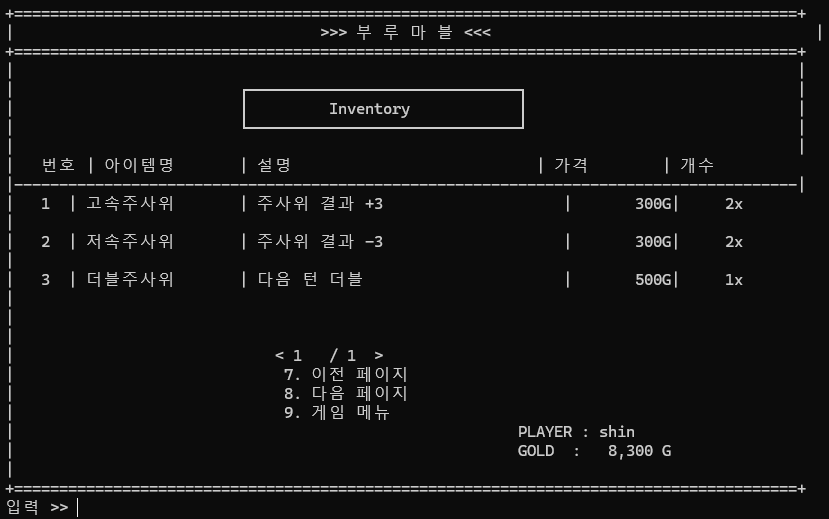 >>> 부 루 마 블 <<<
Inventory
번호 | 아이템명 | 설명 | 가격 | 개수
1 | 고속주사위 | 주사위 결과 +3 | 300G| 2x
2 | 저속주사위 | 주사위 결과 -3 | 300G| 2x
3 | 더블주사위 | 다음 턴 더블 | 500G| 1x
< 1 / 1 >
7. 이전 페이지
8. 다음 페이지
9. 게임 메뉴
PLAYER : shin
GOLD : 8,300 G
입력 >>